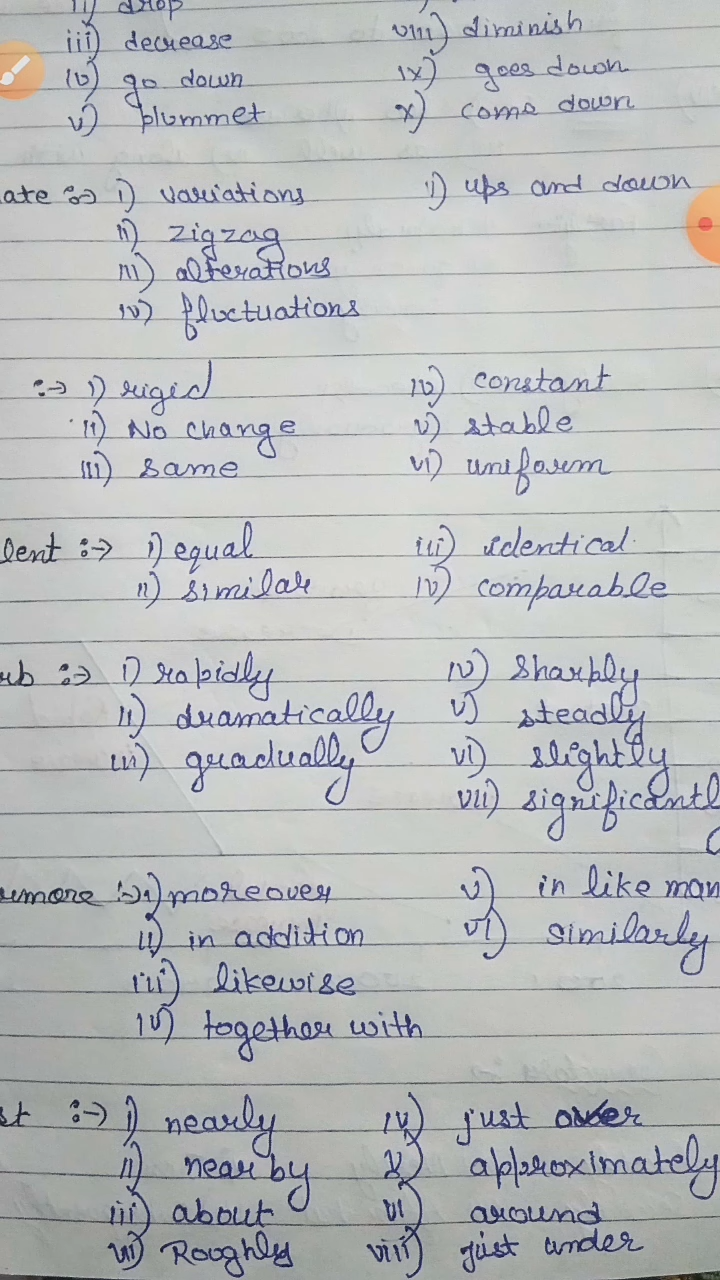 ii) drop
iii) decrease viii) diminish
iv) go down ix) goes down
v) plummet x) come down
ate :-> i) variations i) ups and down
ii) zigzag
iii) alterations
iv) fluctuations
:-> i) rigid iv) constant
ii) No change v) stable
iii) same vi) uniform
lent :-> i) equal iii) identical.
ii) similar iv) comparable
rb :-> i) rapidly iv) sharply
ii) dramatically v) steadly
iii) gradually vi) slightly
vii) significantl
rmore :-> i) moreover v) in like man
ii) in addition vi) similarly
iii) likewise
iv) together with
st :-> i) nearly iv) just over
ii) near by v) approximately
iii) about vi) around
vii) Roughly viii) just under